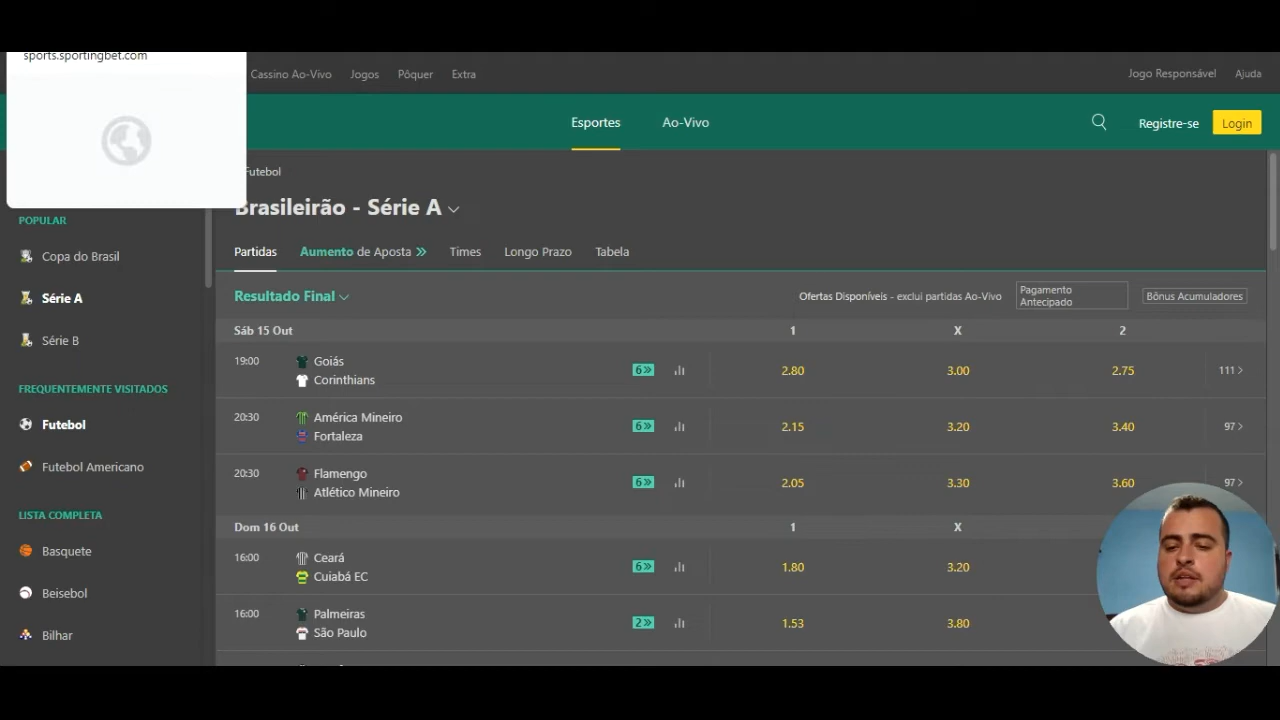 sports.sportingbet.com
Cassino Ao-Vivo Jogos Pôquer Extra Jogo Responsável Ajuda
Esportes Ao-Vivo Registre-se Login
Futebol
Brasileirão - Série A
POPULAR
Partidas Aumento de Aposta » Times Longo Prazo Tabela
Copa do Brasil
Série A
Série B
FREQUENTEMENTE VISITADOS
Futebol
Futebol Americano
LISTA COMPLETA
Basquete
Beisebol
Bilhar
Resultado Final Ofertas Disponíveis - exclui partidas Ao-Vivo Pagamento
Antecipado Bônus Acumuladores
Sáb 15 Out 1 X 2
19:00 Goiás
Corinthians 6» 2.80 3.00 2.75 111 >
20:30 América Mineiro
Fortaleza 6» 2.15 3.20 3.40 97 >
20:30 Flamengo
Atlético Mineiro 6» 2.05 3.30 3.60 97 >
Dom 16 Out 1 X
16:00 Ceará
Cuiabá EC 6» 1.80 3.20
16:00 Palmeiras
São Paulo 2» 1.53 3.80